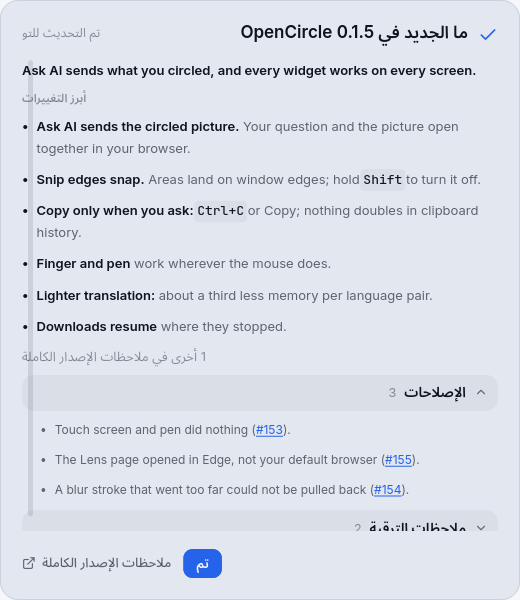 ما الجديد في OpenCircle 0.1.5
تم التحديث للتو
Ask AI sends what you circled, and every widget works on every screen.
أبرز التغييرات
• Ask AI sends the circled picture. Your question and the picture open
together in your browser.
• Snip edges snap. Areas land on window edges; hold Shift to turn it off.
• Copy only when you ask: Ctrl+C or Copy; nothing doubles in clipboard
history.
• Finger and pen work wherever the mouse does.
• Lighter translation: about a third less memory per language pair.
• Downloads resume where they stopped.
1 أخرى في ملاحظات الإصدار الكاملة
الإصلاحات 3
• Touch screen and pen did nothing (#153).
• The Lens page opened in Edge, not your default browser (#155).
• A blur stroke that went too far could not be pulled back (#154).
ملاحظات الترقية 2
تم
ملاحظات الإصدار الكاملة